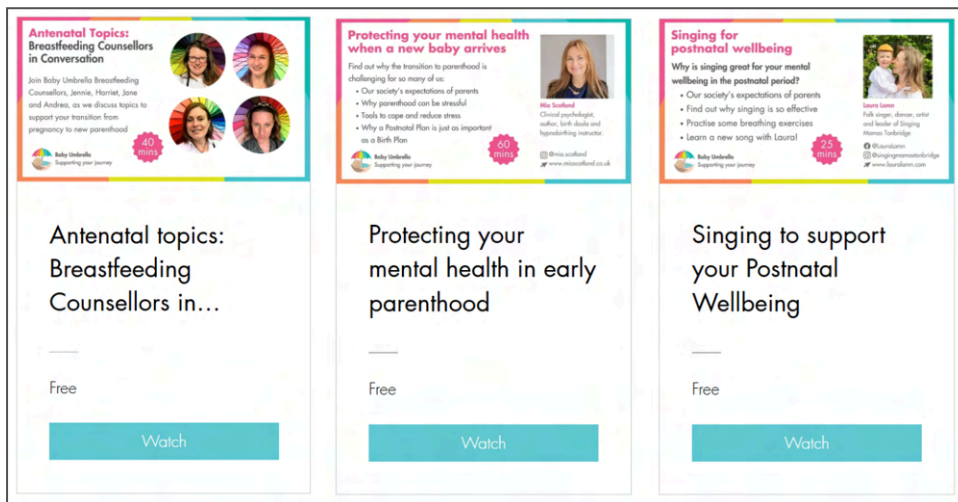 Antenatal Topics:
Breastfeeding Counsellors
in Conversation
Join Baby Umbrella Breastfeeding
Counsellors, Jennie, Harriet, Jane
and Andrea, as we discuss topics to
support your transition from
pregnancy to new parenthood
40
mins
Baby Umbrella
Supporting your journey
Antenatal topics:
Breastfeeding
Counsellors in...
Free
Watch
Protecting your mental health
when a new baby arrives
Find out why the transition to parenthood is
challenging for so many of us:
• Our society's expectations of parents
• Why parenthood can be stressful
• Tools to cope and reduce stress
• Why a Postnatal Plan is just as important
as a Birth Plan
Mia Scotland
Clinical psychologist,
author, birth doula and
hypnobirthing instructor.
60
mins
Baby Umbrella
Supporting your journey
@mia.scotland
www.miascotland.co.uk
Protecting your
mental health in early
parenthood
Free
Watch
Singing for
postnatal wellbeing
Why is singing great for your mental
wellbeing in the postnatal period?
• Our society's expectations of parents
• Find out why singing is so effective
• Practise some breathing exercises
• Learn a new song with Laura!
Laura Lamn
Folk singer, dancer, artist
and leader of Singing
Mamas Tonbridge
25
mins
Baby Umbrella
Supporting your journey
@LauraLamn
@singingmamastonbridge
www.lauralamn.com
Singing to support
your Postnatal
Wellbeing
Free
Watch